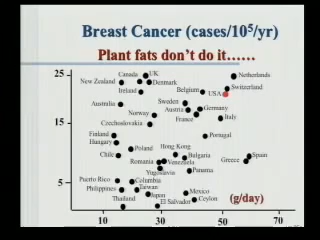 Breast Cancer (cases/10⁵/yr)
Plant fats don't do it......
25
Canada
UK
Netherlands
New Zealand
Denmark
Ireland
Belgium
Switzerland
USA
Australia
Sweden
Austria
Germany
Norway
France
Italy
Czechoslovakia
15
Finland
Portugal
Hungary
Hong Kong
Poland
Chile
Bulgaria
Spain
Romania
Venezuela
Greece
Yugoslavia
Panama
5
Puerto Rico
Columbia
Philippines
Taiwan
Mexico
Japan
Thailand
El Salvador
Ceylon
(g/day)
10
30
50
70